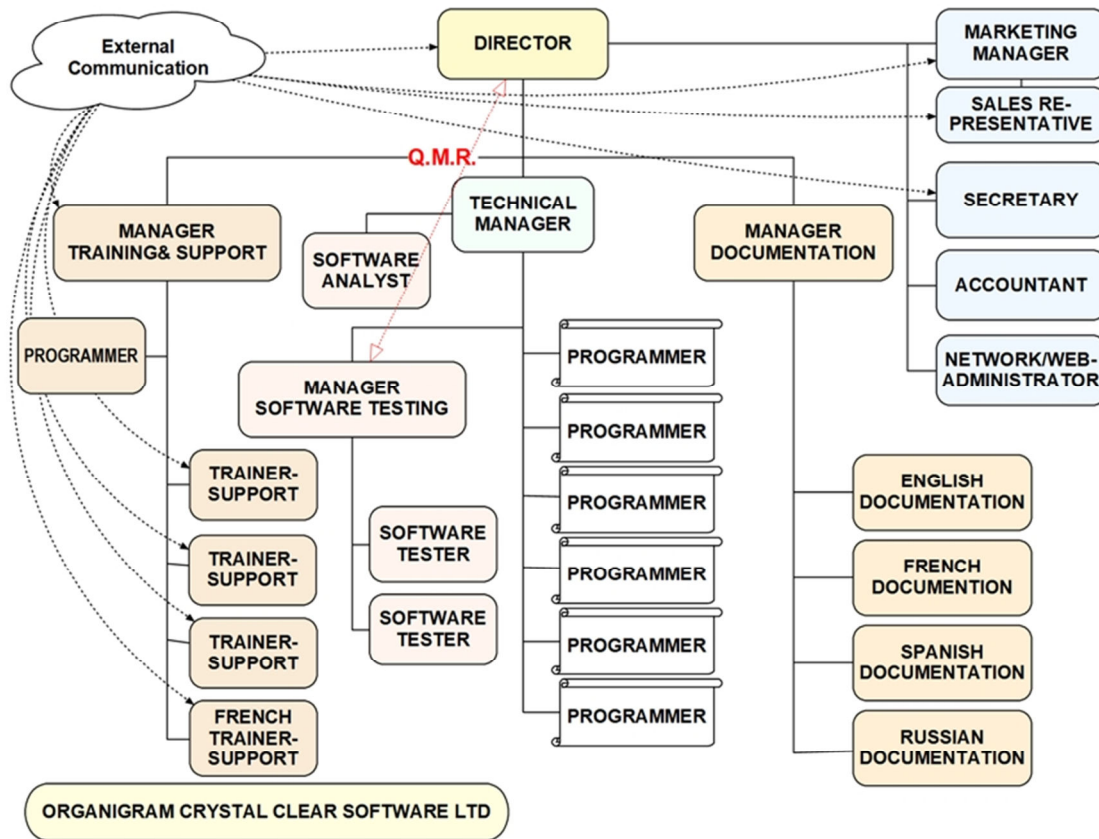 External
Communication
DIRECTOR
MARKETING
MANAGER
SALES RE-
PRESENTATIVE
Q.M.R.
MANAGER
TRAINING& SUPPORT
TECHNICAL
MANAGER
MANAGER
DOCUMENTATION
SECRETARY
SOFTWARE
ANALYST
ACCOUNTANT
PROGRAMMER
MANAGER
SOFTWARE TESTING
PROGRAMMER
NETWORK/WEB-
ADMINISTRATOR
PROGRAMMER
TRAINER-
SUPPORT
PROGRAMMER
ENGLISH
DOCUMENTATION
SOFTWARE
TESTER
TRAINER-
SUPPORT
PROGRAMMER
FRENCH
DOCUMENTION
SOFTWARE
TESTER
TRAINER-
SUPPORT
PROGRAMMER
SPANISH
DOCUMENTATION
FRENCH
TRAINER-
SUPPORT
PROGRAMMER
RUSSIAN
DOCUMENTATION
ORGANIGRAM CRYSTAL CLEAR SOFTWARE LTD